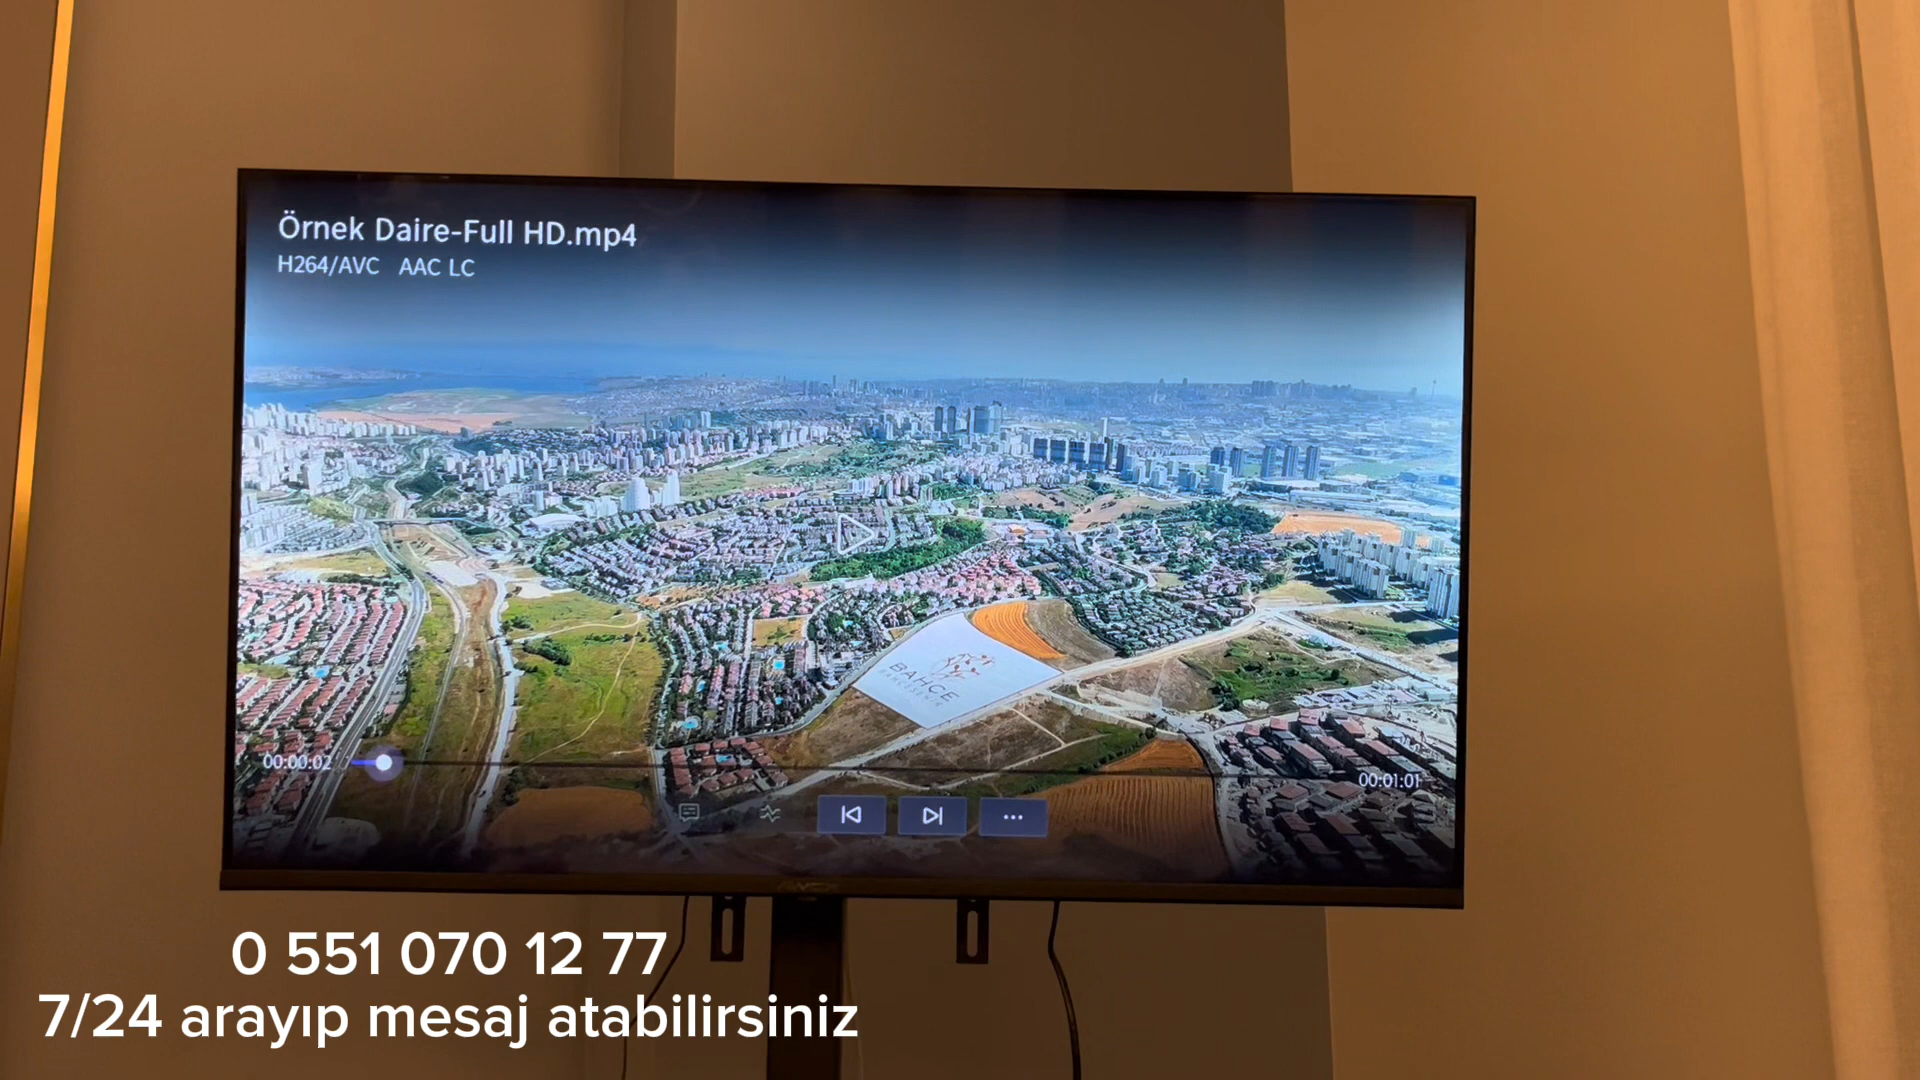 Örnek Daire-Full HD.mp4
H264/AVC AAC LC
BAHÇE
00:00:02
00:01:01
0 551 070 12 77
7/24 arayıp mesaj atabilirsiniz